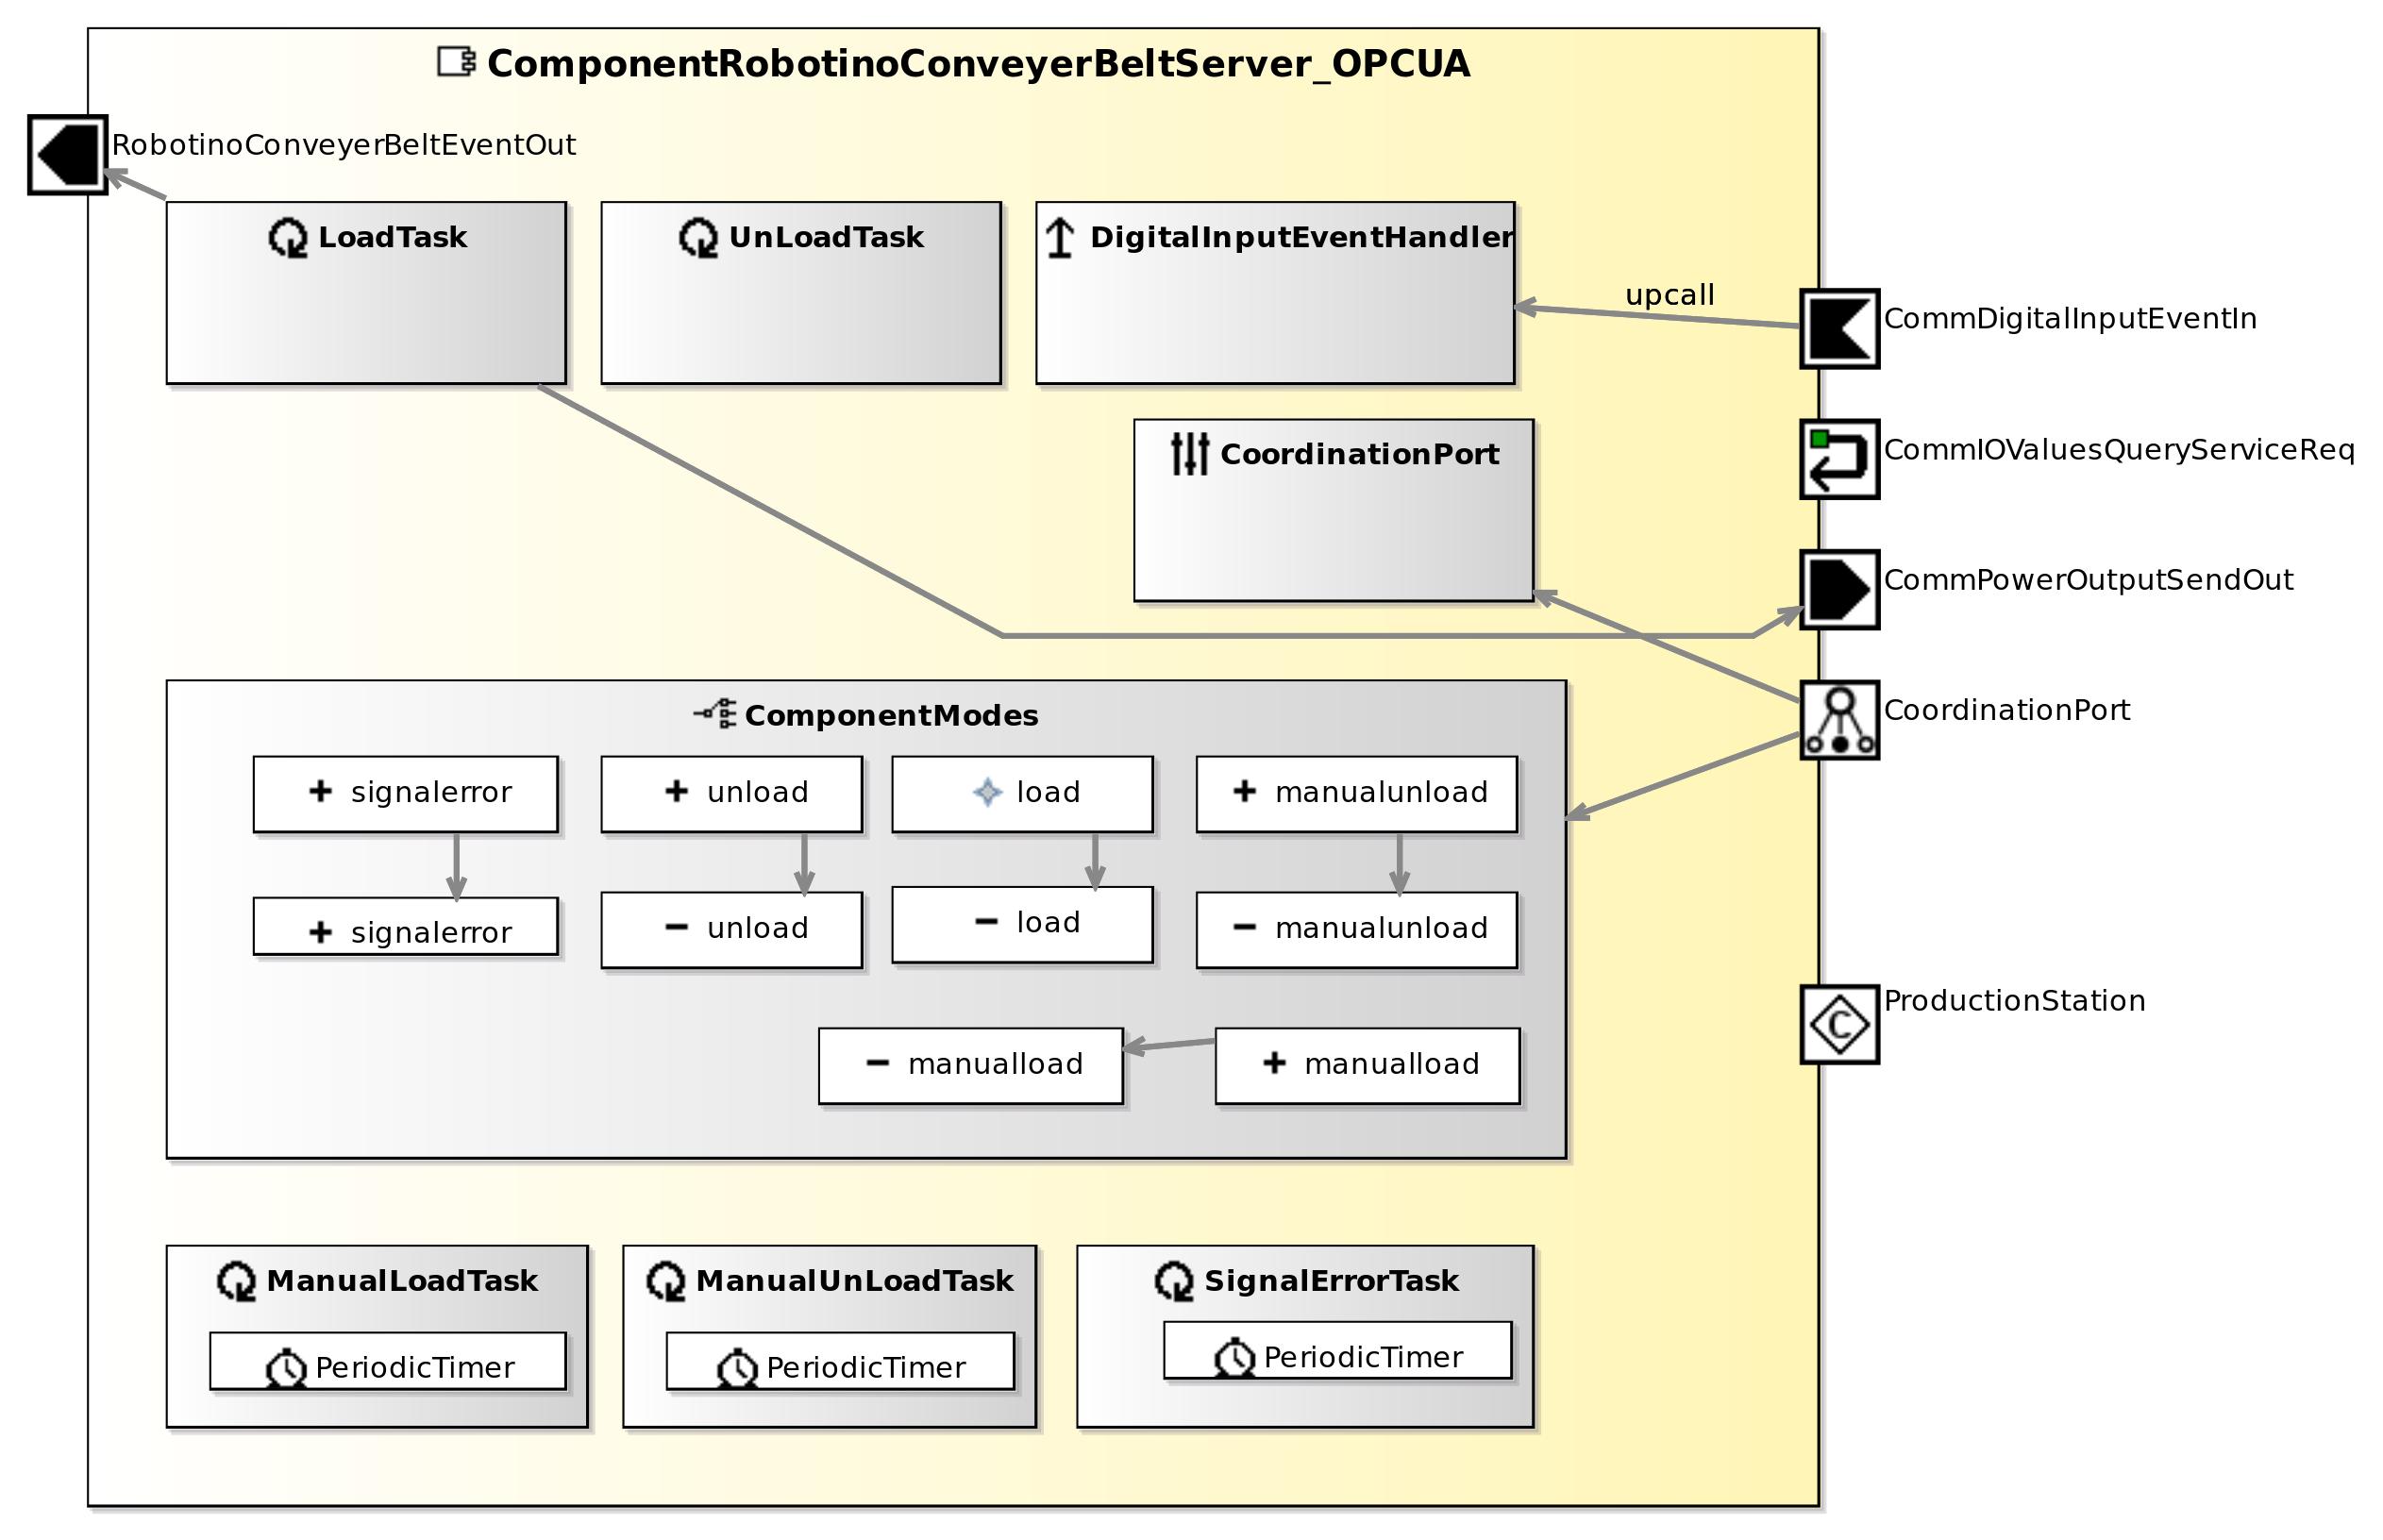 ComponentRobotinoConveyerBeltServer_OPCUA
RobotinoConveyerBeltEventOut
LoadTask
UnLoadTask
DigitalInputEventHandler
upcall
CommDigitalInputEventIn
CoordinationPort
CommIOValuesQueryServiceReq
CommPowerOutputSendOut
CoordinationPort
ComponentModes
+ signalerror
+ unload
load
+ manualunload
+ signalerror
− unload
− load
− manualunload
− manualload
+ manualload
C
ProductionStation
ManualLoadTask
ManualUnLoadTask
SignalErrorTask
PeriodicTimer
PeriodicTimer
PeriodicTimer